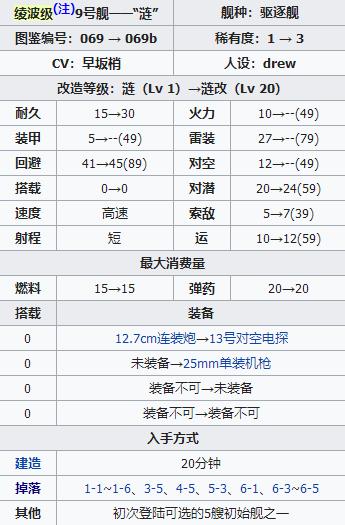 绫波级(注)9号舰——“涟” 舰种：驱逐舰
图鉴编号：069 → 069b 稀有度：1 → 3
CV：早坂梢 人设：drew
改造等级：涟（Lv 1）→涟改（Lv 20）
耐久 15→30 火力 10→--(49)
装甲 5→--(49) 雷装 27→--(79)
回避 41→45(89) 对空 12→--(49)
搭载 0→0 对潜 20→24(59)
速度 高速 索敌 5→7(39)
射程 短 运 10→12(59)
最大消费量
燃料 15→15 弹药 20→20
搭载 装备
0 12.7cm连装炮→13号对空电探
0 未装备→25mm单装机枪
0 装备不可→未装备
0 装备不可→装备不可
入手方式
建造 20分钟
掉落 1-1~1-6、3-5、4-5、5-3、6-1、6-3~6-5
其他 初次登陆可选的5艘初始舰之一